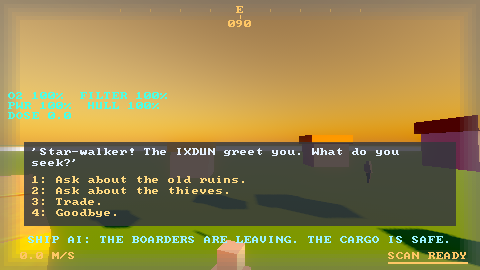 E
090
O2 100% FILTER 100%
PWR 100% HULL 100%
DOSE 0.0
'Star-walker! The IXDUN greet you. What do you
seek?'
1: Ask about the old ruins.
2: Ask about the thieves.
3: Trade.
4: Goodbye.
SHIP AI: THE BOARDERS ARE LEAVING. THE CARGO IS SAFE.
0.0 M/S
SCAN READY